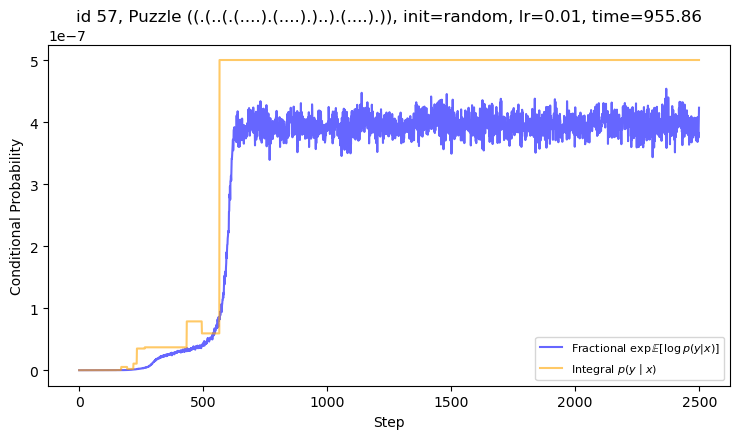 id 57, Puzzle ((.(..(.(....).(....).)..).(....).)), init=random, lr=0.01, time=955.86
1e−7
5
4
3
2
1
0
Conditional Probability
0
500
1000
1500
2000
2500
Step
Fractional exp𝔼[log p(y|x)]
Integral p(y | x)